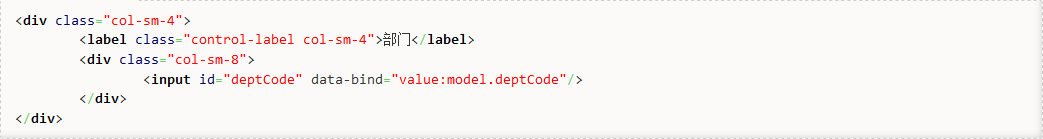 <div class="col-sm-4">
<label class="control-label col-sm-4">部门</label>
<div class="col-sm-8">
<input id="deptCode" data-bind="value:model.deptCode"/>
</div>
</div>